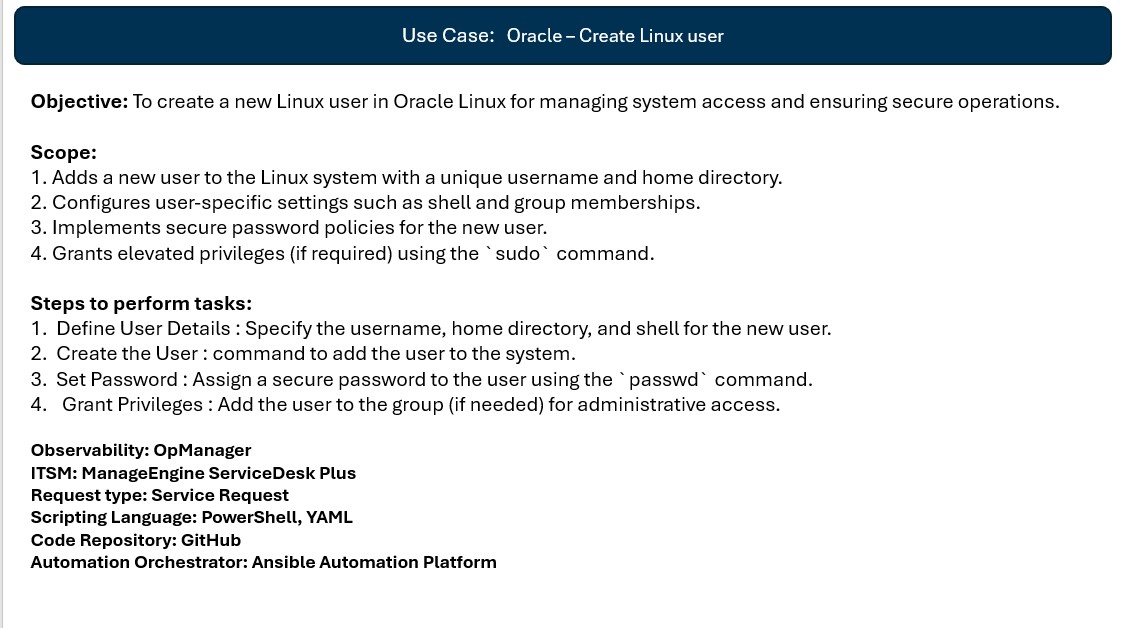 Use Case: Oracle – Create Linux user
Objective: To create a new Linux user in Oracle Linux for managing system access and ensuring secure operations.
Scope:
1. Adds a new user to the Linux system with a unique username and home directory.
2. Configures user-specific settings such as shell and group memberships.
3. Implements secure password policies for the new user.
4. Grants elevated privileges (if required) using the `sudo` command.
Steps to perform tasks:
1. Define User Details : Specify the username, home directory, and shell for the new user.
2. Create the User : command to add the user to the system.
3. Set Password : Assign a secure password to the user using the `passwd` command.
4. Grant Privileges : Add the user to the group (if needed) for administrative access.
Observability: OpManager
ITSM: ManageEngine ServiceDesk Plus
Request type: Service Request
Scripting Language: PowerShell, YAML
Code Repository: GitHub
Automation Orchestrator: Ansible Automation Platform